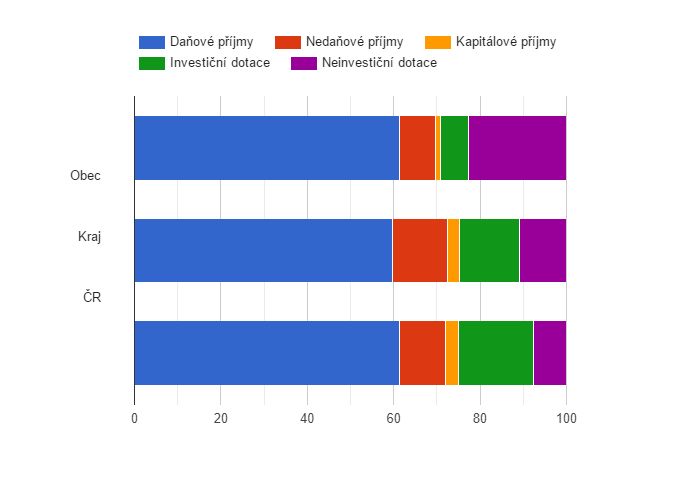 Daňové příjmy Nedaňové příjmy Kapitálové příjmy
Investiční dotace Neinvestiční dotace
Obec
Kraj
ČR
0 20 40 60 80 100